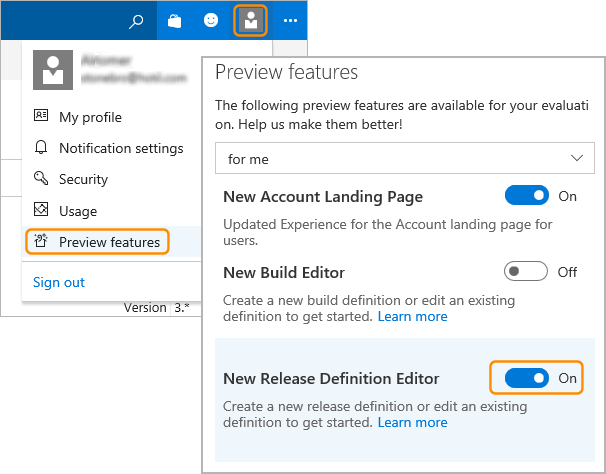 My profile
Notification settings
Security
Usage
Preview features
Sign out
Version 3.*
Preview features
The following preview features are available for your evaluati
on. Help us make them better!
for me
New Account Landing Page On
Updated Experience for the Account landing page for
users.
New Build Editor Off
Create a new build definition or edit an existing
definition to get started. Learn more
New Release Definition Editor On
Create a new release definition or edit an existing
definition to get started. Learn more